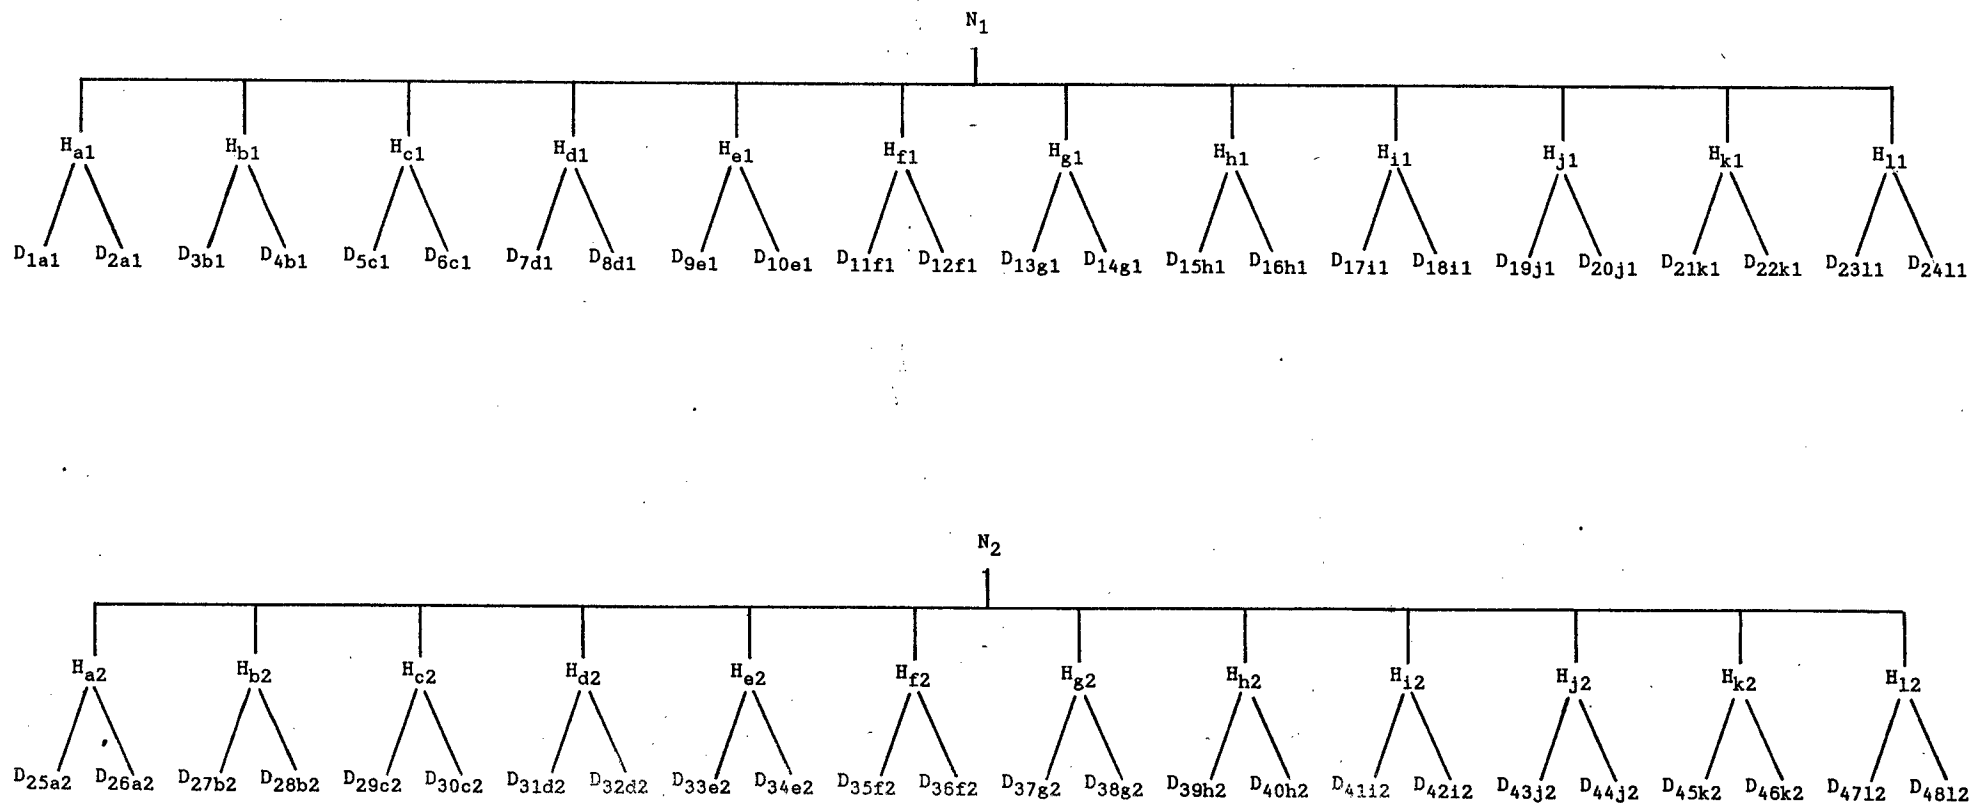 N1
Ha1 Hb1 Hc1 Hd1 He1 Hf1 Hg1 Hh1 Hi1 Hj1 Hk1 Hl1
D1a1 D2a1 D3b1 D4b1 D5c1 D6c1 D7d1 D8d1 D9e1 D10e1 D11f1 D12f1 D13g1 D14g1 D15h1 D16h1 D17i1 D18i1 D19j1 D20j1 D21k1 D22k1 D23l1 D24l1
N2
Ha2 Hb2 Hc2 Hd2 He2 Hf2 Hg2 Hh2 Hi2 Hj2 Hk2 Hl2
D25a2 D26a2 D27b2 D28b2 D29c2 D30c2 D31d2 D32d2 D33e2 D34e2 D35f2 D36f2 D37g2 D38g2 D39h2 D40h2 D41i2 D42i2 D43j2 D44j2 D45k2 D46k2 D47l2 D48l2